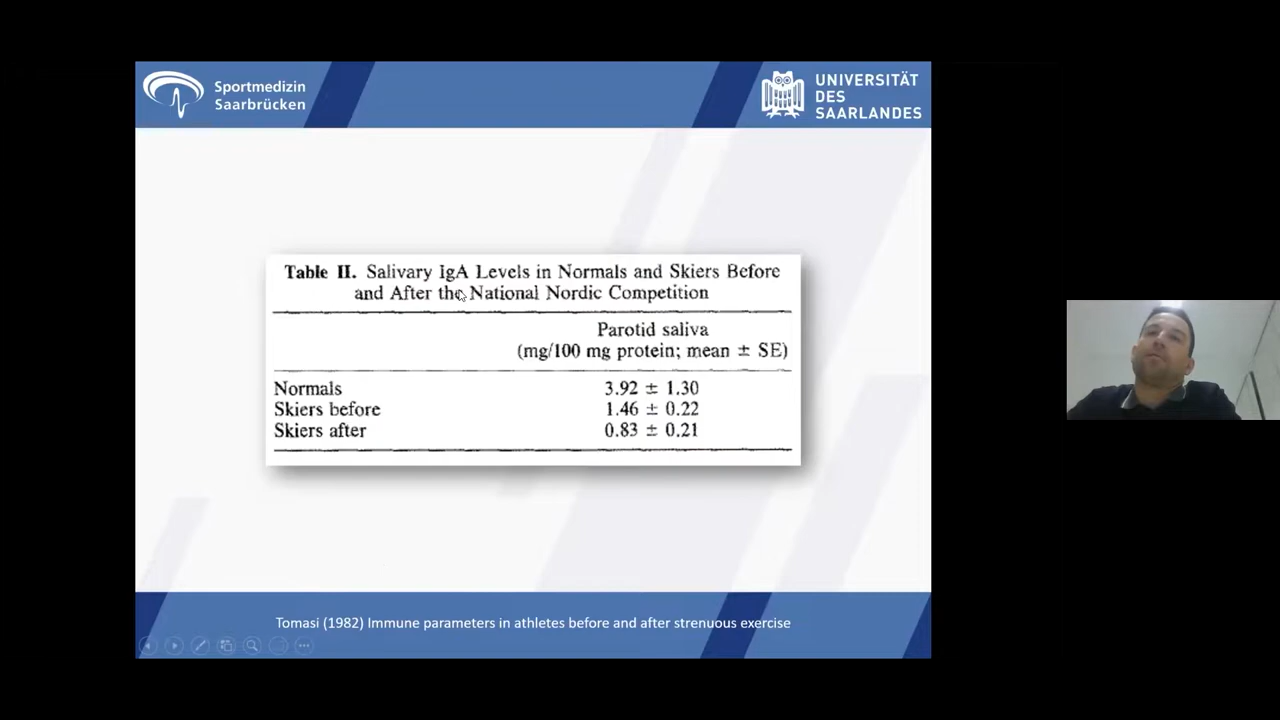 Sportmedizin
Saarbrücken
UNIVERSITÄT
DES
SAARLANDES
Table II. Salivary IgA Levels in Normals and Skiers Before
and After the National Nordic Competition
Parotid saliva
(mg/100 mg protein; mean ± SE)
Normals 3.92 ± 1.30
Skiers before 1.46 ± 0.22
Skiers after 0.83 ± 0.21
Tomasi (1982) Immune parameters in athletes before and after strenuous exercise